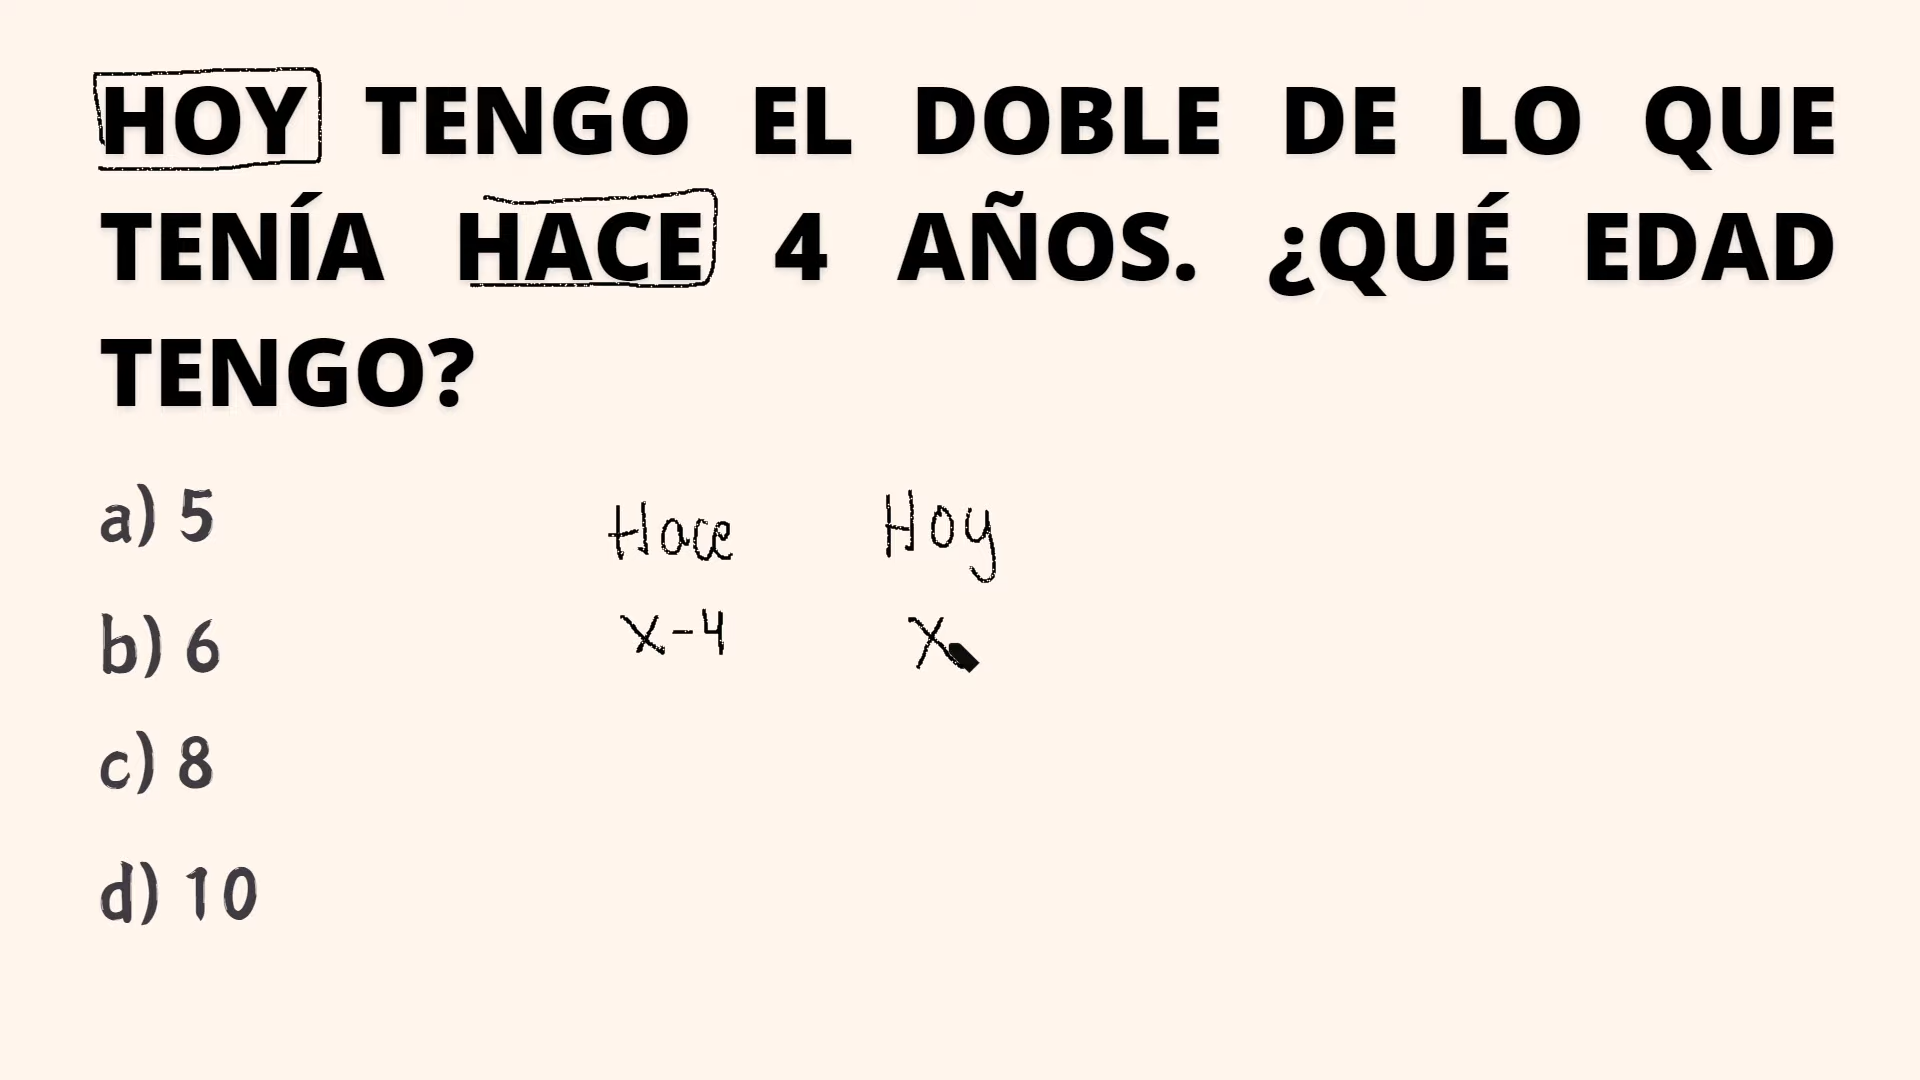 HOY TENGO EL DOBLE DE LO QUE
TENÍA HACE 4 AÑOS. ¿QUÉ EDAD
TENGO?
a) 5
b) 6
c) 8
d) 10
Hace Hoy
x-4 x